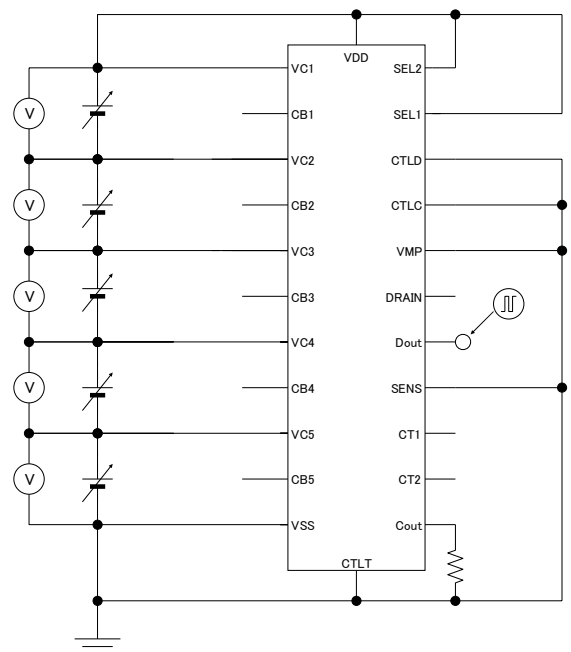 VDD
VC1
SEL2
V
CB1
SEL1
VC2
CTLD
V
CB2
CTLC
VC3
VMP
V
CB3
DRAIN
VC4
Dout
V
CB4
SENS
VC5
CT1
V
CB5
CT2
VSS
Cout
CTLT